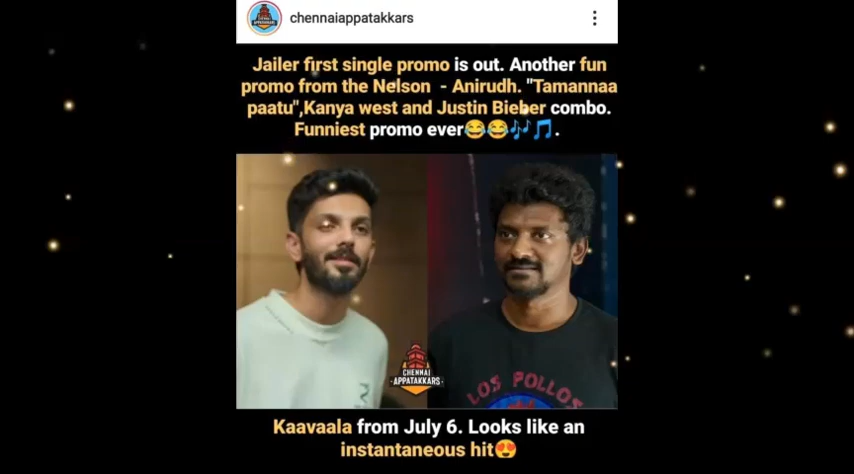 chennaiappatakkars
Jailer first single promo is out. Another fun
promo from the Nelson - Anirudh. "Tamannaa
paatu",Kanya west and Justin Bieber combo.
Funniest promo ever😂😂🎶🎵.
CHENNAI
APPATAKKARS
LOS POLLOS
Kaavaala from July 6. Looks like an
instantaneous hit😍